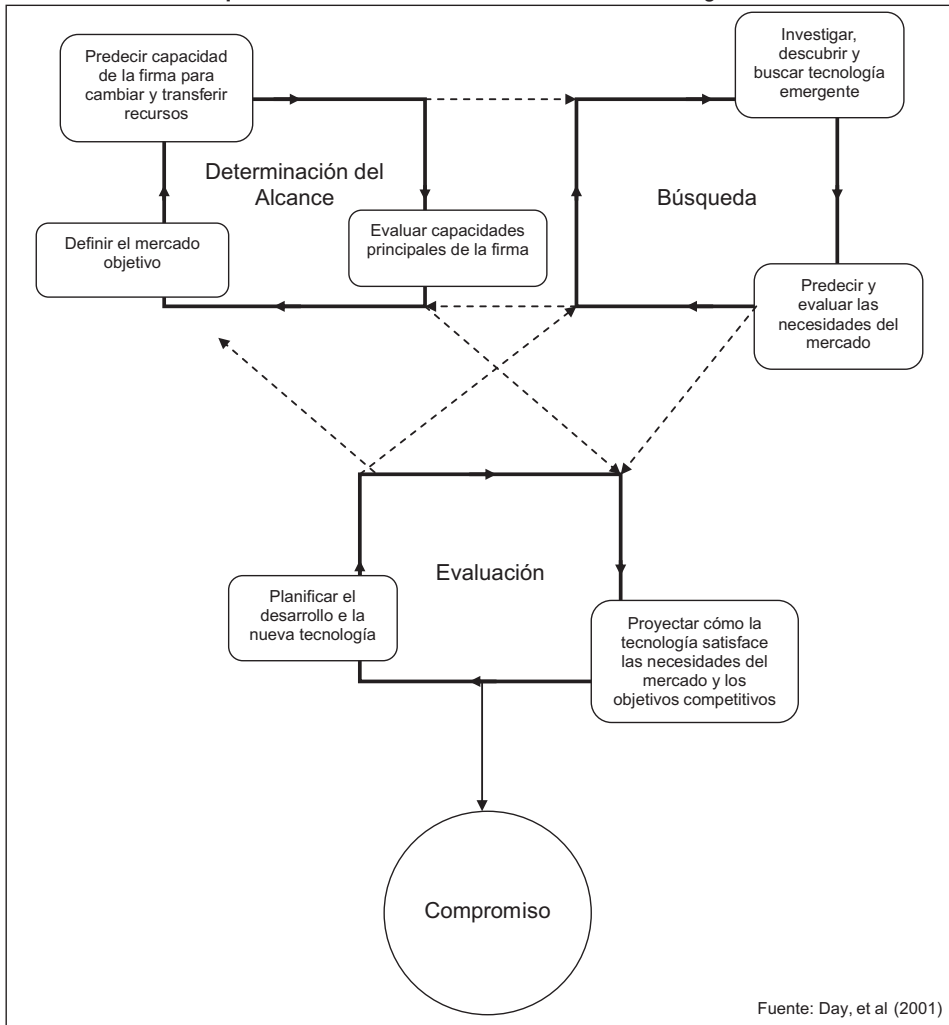 Predecir capacidad
de la firma para
cambiar y transferir
recursos
Determinación del
Alcance
Definir el mercado
objetivo
Evaluar capacidades
principales de la firma
Investigar,
descubrir y
buscar tecnología
emergente
Búsqueda
Predecir y
evaluar las
necesidades del
mercado
Evaluación
Planificar el
desarrollo e la
nueva tecnología
Proyectar cómo la
tecnología satisface
las necesidades del
mercado y los
objetivos competitivos
Compromiso
Fuente: Day, et al (2001)